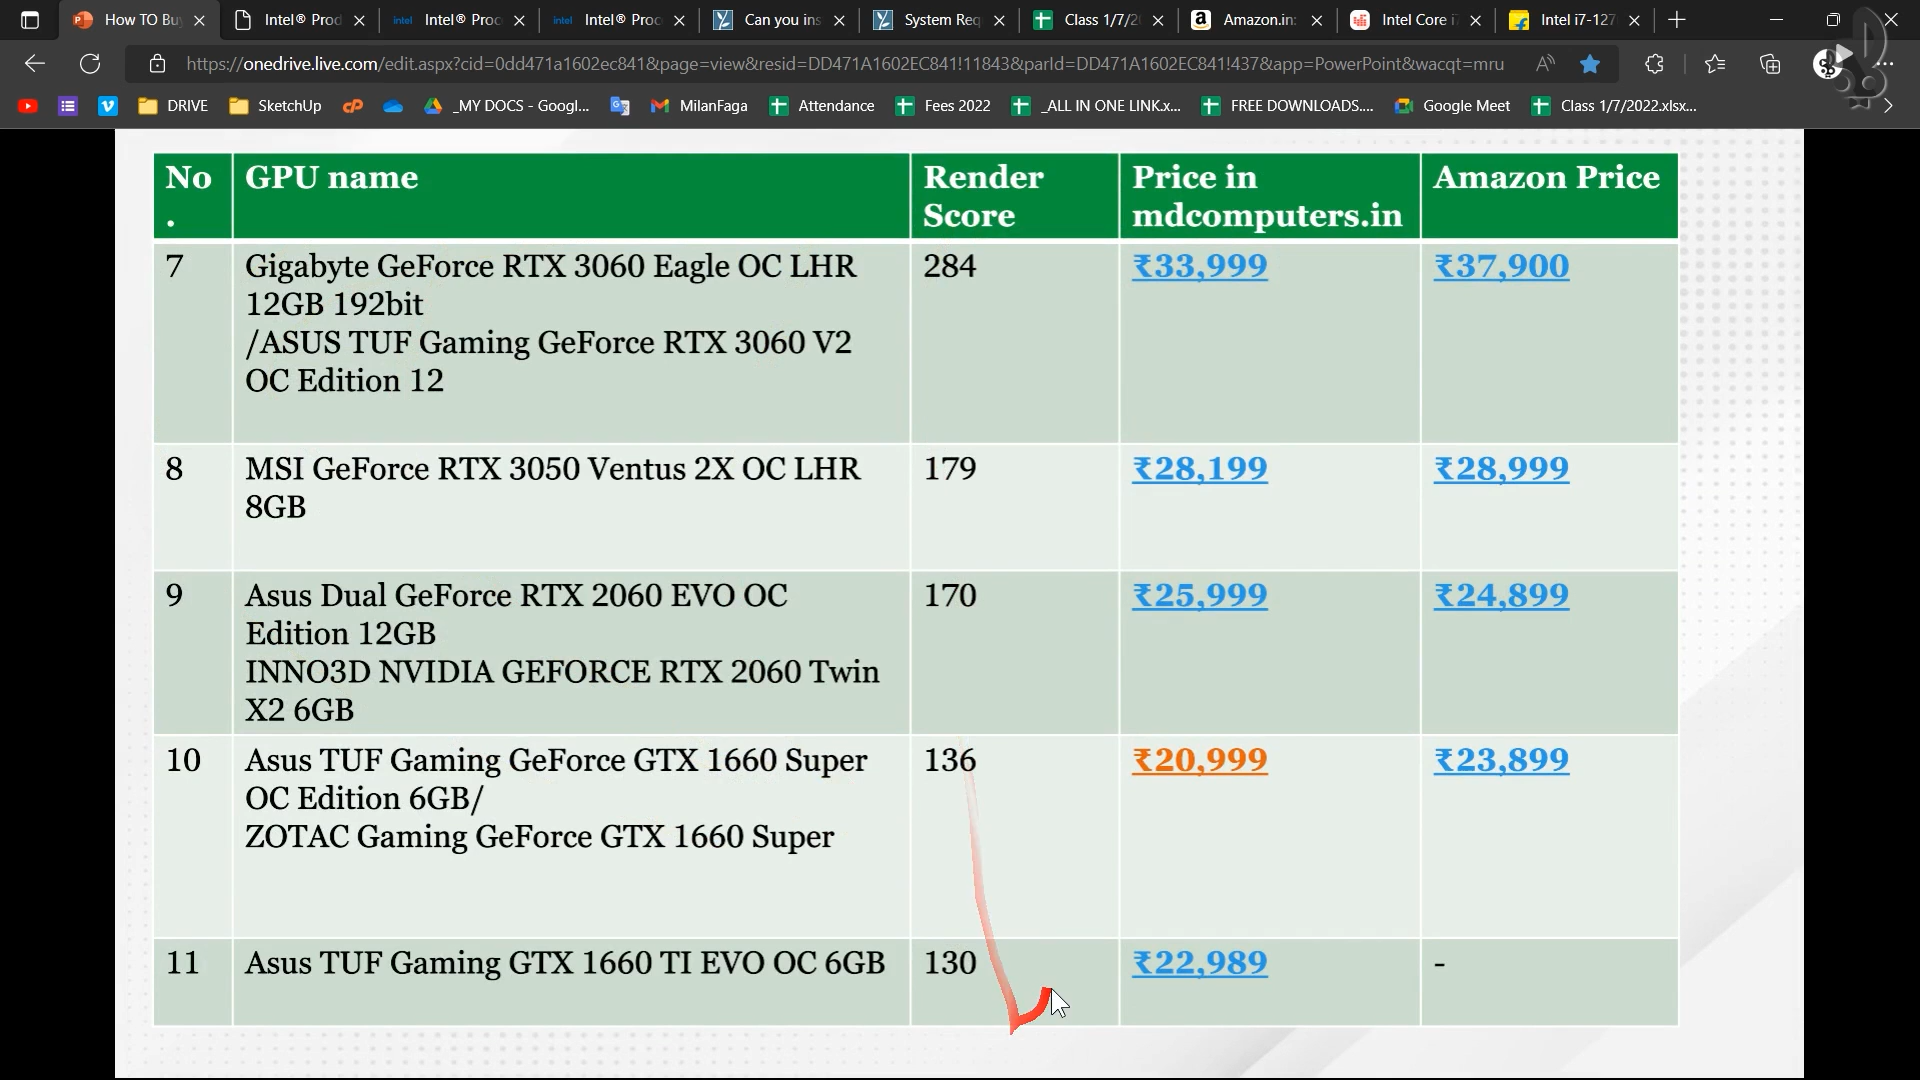 How TO Bu
Intel® Prod
Intel® Proc
Intel® Proc
Can you ins
System Req
Class 1/7/2
Amazon.in:
Intel Core i
Intel i7-127
https://onedrive.live.com/edit.aspx?cid=0dd471a1602ec841&page=view&resid=DD471A1602EC841!11843&parId=DD471A1602EC841!437&app=PowerPoint&wacqt=mru
DRIVE
SketchUp
_MY DOCS - Googl...
MilanFaga
Attendance
Fees 2022
_ALL IN ONE LINK.x...
FREE DOWNLOADS....
Google Meet
Class 1/7/2022.xlsx...
No
.
GPU name
Render
Score
Price in
mdcomputers.in
Amazon Price
7
Gigabyte GeForce RTX 3060 Eagle OC LHR
12GB 192bit
/ASUS TUF Gaming GeForce RTX 3060 V2
OC Edition 12
284
₹33,999
₹37,900
8
MSI GeForce RTX 3050 Ventus 2X OC LHR
8GB
179
₹28,199
₹28,999
9
Asus Dual GeForce RTX 2060 EVO OC
Edition 12GB
INNO3D NVIDIA GEFORCE RTX 2060 Twin
X2 6GB
170
₹25,999
₹24,899
10
Asus TUF Gaming GeForce GTX 1660 Super
OC Edition 6GB/
ZOTAC Gaming GeForce GTX 1660 Super
136
₹20,999
₹23,899
11
Asus TUF Gaming GTX 1660 TI EVO OC 6GB
130
₹22,989
-